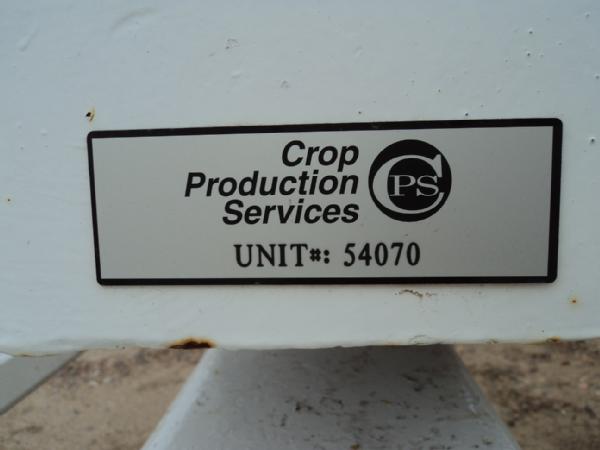 Crop
Production
Services
CPS
UNIT#: 54070